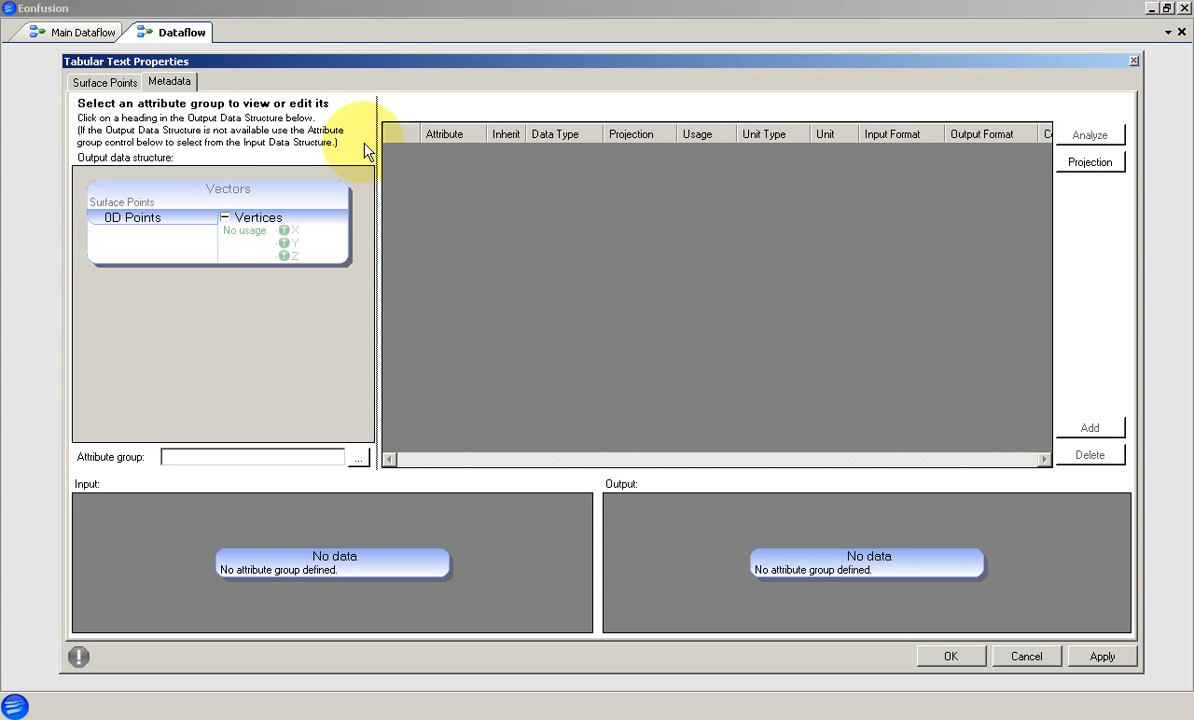 Eonfusion
Main Dataflow
Dataflow
Tabular Text Properties
Surface Points
Metadata
Select an attribute group to view or edit its
Click on a heading in the Output Data Structure below.
(If the Output Data Structure is not available use the Attribute
group control below to select from the Input Data Structure.)
Output data structure:
Vectors
Surface Points
0D Points
Vertices
No usage
T X
T Y
T Z
Attribute group:
...
Attribute Inherit Data Type Projection Usage Unit Type Unit Input Format Output Format
Analyze
Projection
Add
Delete
Input:
Output:
No data
No attribute group defined.
No data
No attribute group defined.
OK
Cancel
Apply